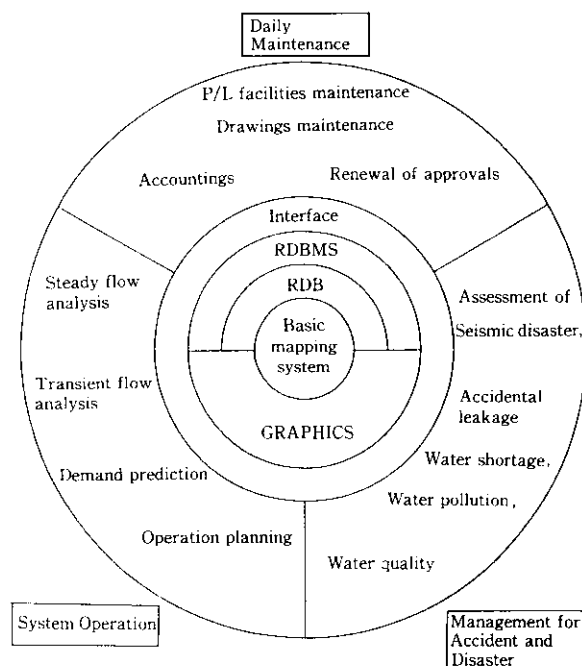 Daily
Maintenance
P/L facilities maintenance
Drawings maintenance
Accountings
Renewal of approvals
Interface
RDBMS
RDB
Basic
mapping
system
GRAPHICS
Steady flow
analysis
Transient flow
analysis
Demand prediction
Operation planning
Assessment of
Seismic disaster,
Accidental
leakage
Water shortage,
Water pollution,
Water quality
System Operation
Management for
Accident and
Disaster